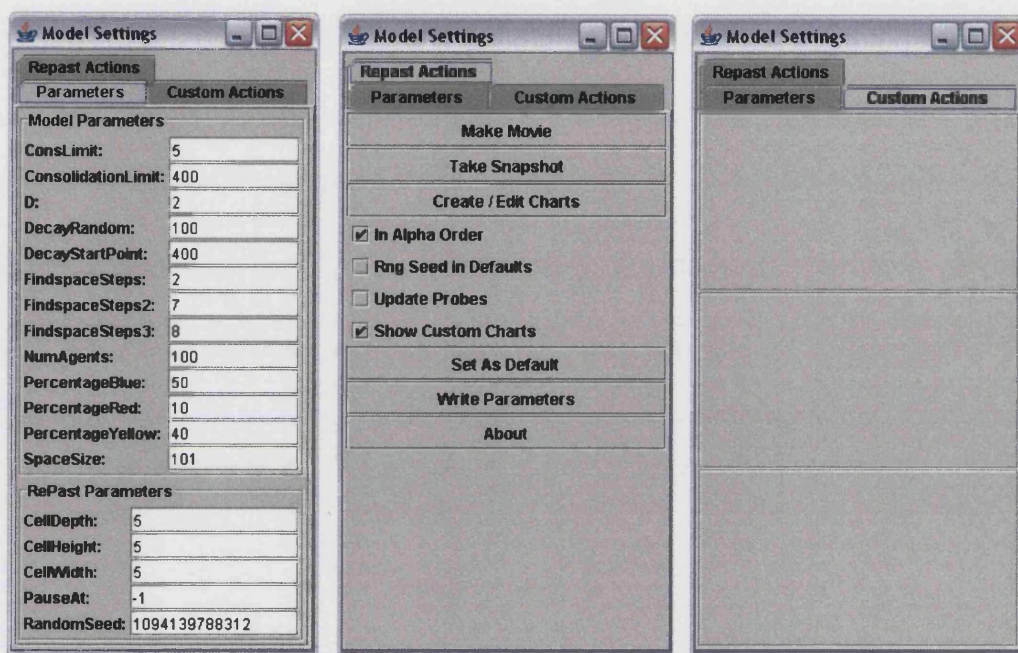 Model Settings
Repast Actions
Parameters Custom Actions
Model Parameters
ConsLimit: 5
ConsolidationLimit: 400
D: 2
DecayRandom: 100
DecayStartPoint: 400
FindspaceSteps: 2
FindspaceSteps2: 7
FindspaceSteps3: 8
NumAgents: 100
PercentageBlue: 50
PercentageRed: 10
PercentageYellow: 40
SpaceSize: 101
RePast Parameters
CellDepth: 5
CellHeight: 5
CellWidth: 5
PauseAt: -1
RandomSeed: 1094139788312
Model Settings
Repast Actions
Parameters Custom Actions
Make Movie
Take Snapshot
Create / Edit Charts
In Alpha Order
Rng Seed in Defaults
Update Probes
Show Custom Charts
Set As Default
Write Parameters
About
Model Settings
Repast Actions
Parameters Custom Actions